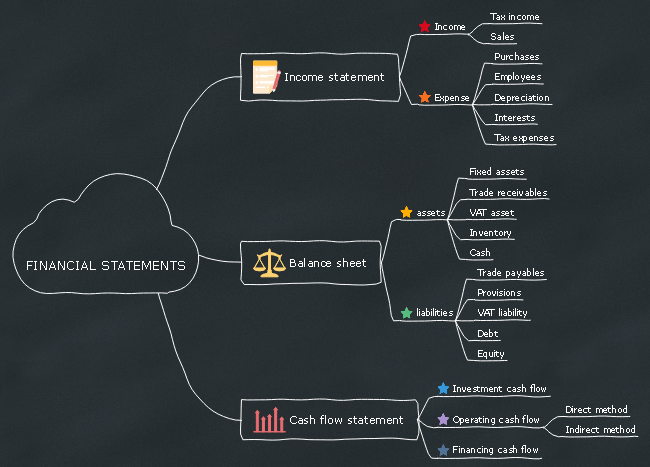 FINANCIAL STATEMENTS
Income statement
Income
Tax income
Sales
Expense
Purchases
Employees
Depreciation
Interests
Tax expenses
Balance sheet
assets
Fixed assets
Trade receivables
VAT asset
Inventory
Cash
liabilities
Trade payables
Provisions
VAT liability
Debt
Equity
Cash flow statement
Investment cash flow
Operating cash flow
Direct method
Indirect method
Financing cash flow